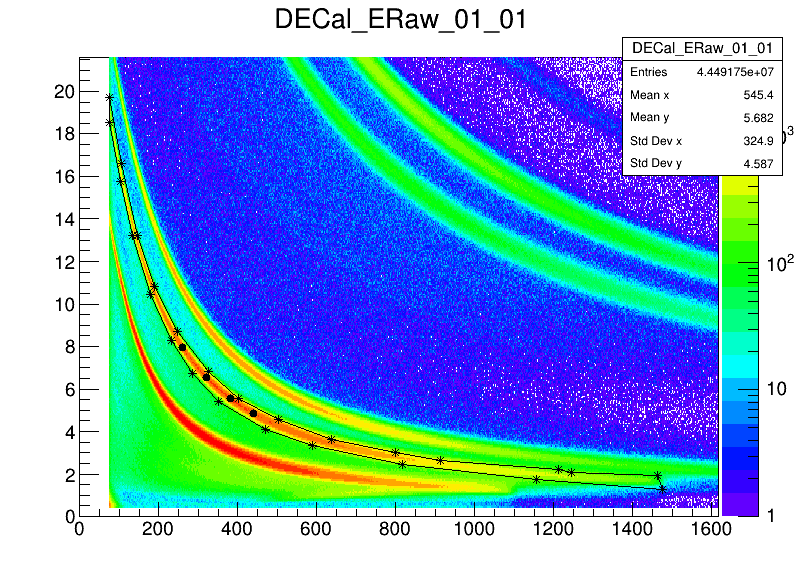 DECal_ERaw_01_01
DECal_ERaw_01_01
Entries 4.449175e+07
Mean x 545.4
Mean y 5.682
Std Dev x 324.9
Std Dev y 4.587
20
18
16
14
12
10
8
6
4
2
0
0 200 400 600 800 1000 1200 1400 1600
10²
10
1